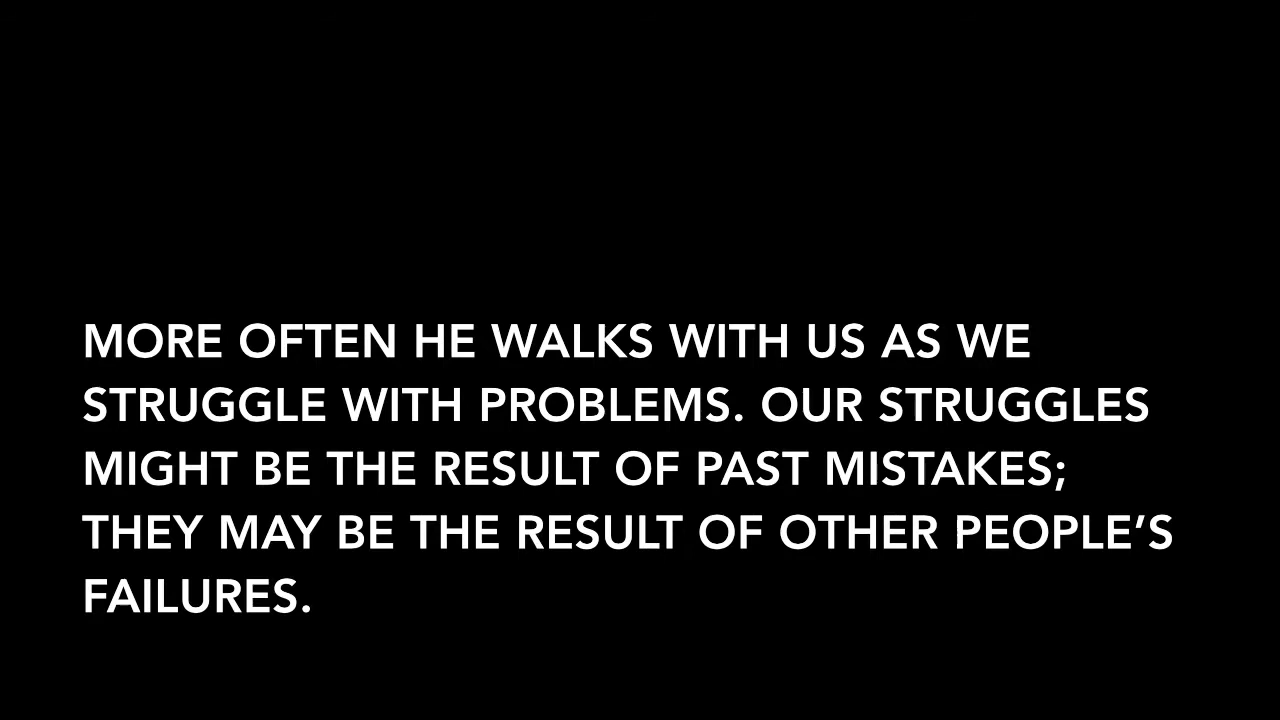 MORE OFTEN HE WALKS WITH US AS WE
STRUGGLE WITH PROBLEMS. OUR STRUGGLES
MIGHT BE THE RESULT OF PAST MISTAKES;
THEY MAY BE THE RESULT OF OTHER PEOPLE’S
FAILURES.